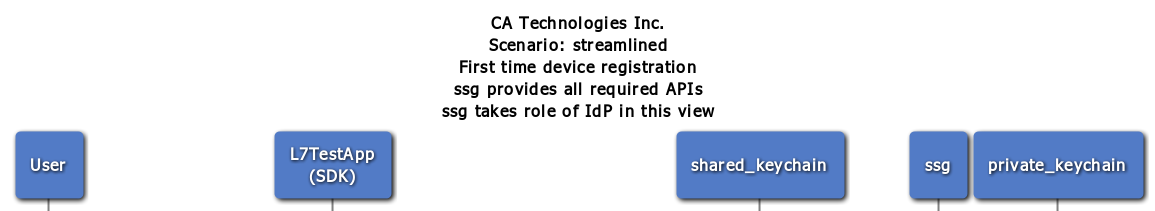 CA Technologies Inc.
Scenario: streamlined
First time device registration
ssg provides all required APIs
ssg takes role of IdP in this view
User
L7TestApp
(SDK)
shared_keychain
ssg
private_keychain